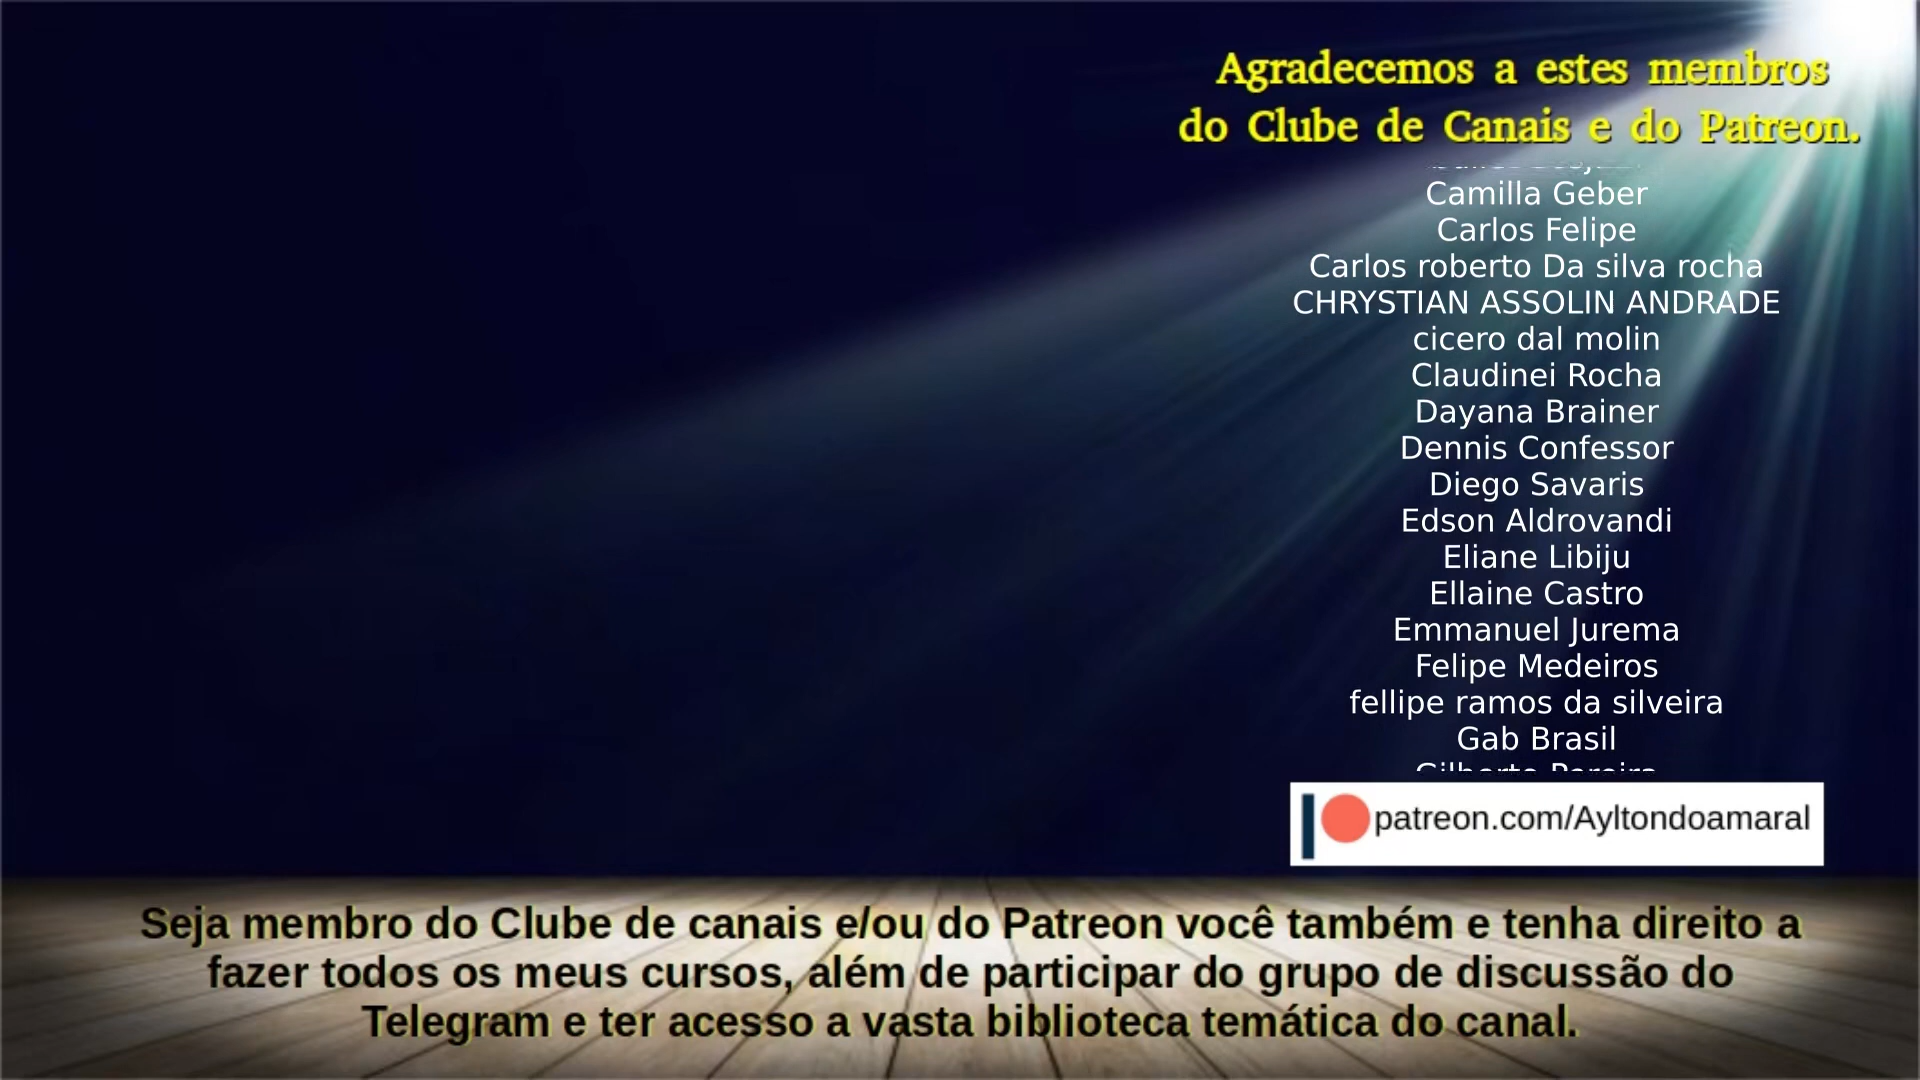 Agradecemos a estes membros
do Clube de Canais e do Patreon.
Camilla Geber
Carlos Felipe
Carlos roberto Da silva rocha
CHRYSTIAN ASSOLIN ANDRADE
cicero dal molin
Claudinei Rocha
Dayana Brainer
Dennis Confessor
Diego Savaris
Edson Aldrovandi
Eliane Libiju
Ellaine Castro
Emmanuel Jurema
Felipe Medeiros
fellipe ramos da silveira
Gab Brasil
Gilberto Pereira
patreon.com/Ayltondoamaral
Seja membro do Clube de canais e/ou do Patreon você também e tenha direito a
fazer todos os meus cursos, além de participar do grupo de discussão do
Telegram e ter acesso a vasta biblioteca temática do canal.